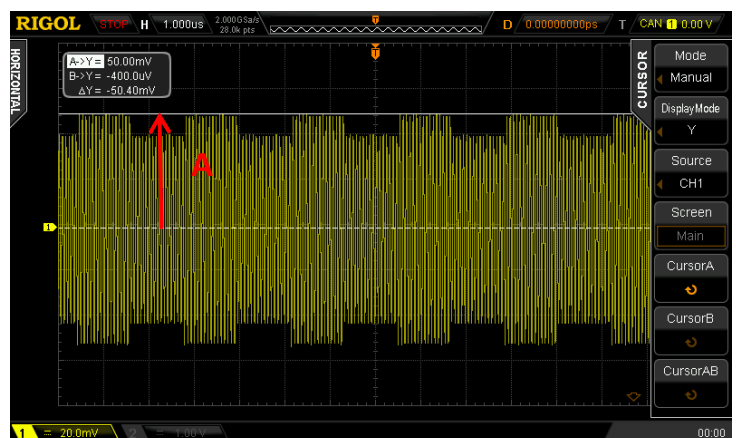 RIGOL STOP H 1.000us 2.000GSa/s 28.0k pts D 0.00000000ps T CAN 1 0.00 V
HORIZONTAL
A->Y= 50.00mV
B->Y= -400.0uV
△Y= -50.40mV
A
T
1
CURSOR
Mode
Manual
DisplayMode
Y
Source
CH1
Screen
Main
CursorA
CursorB
CursorAB
1 = 20.0mV 2 = 1.00 V 00:00